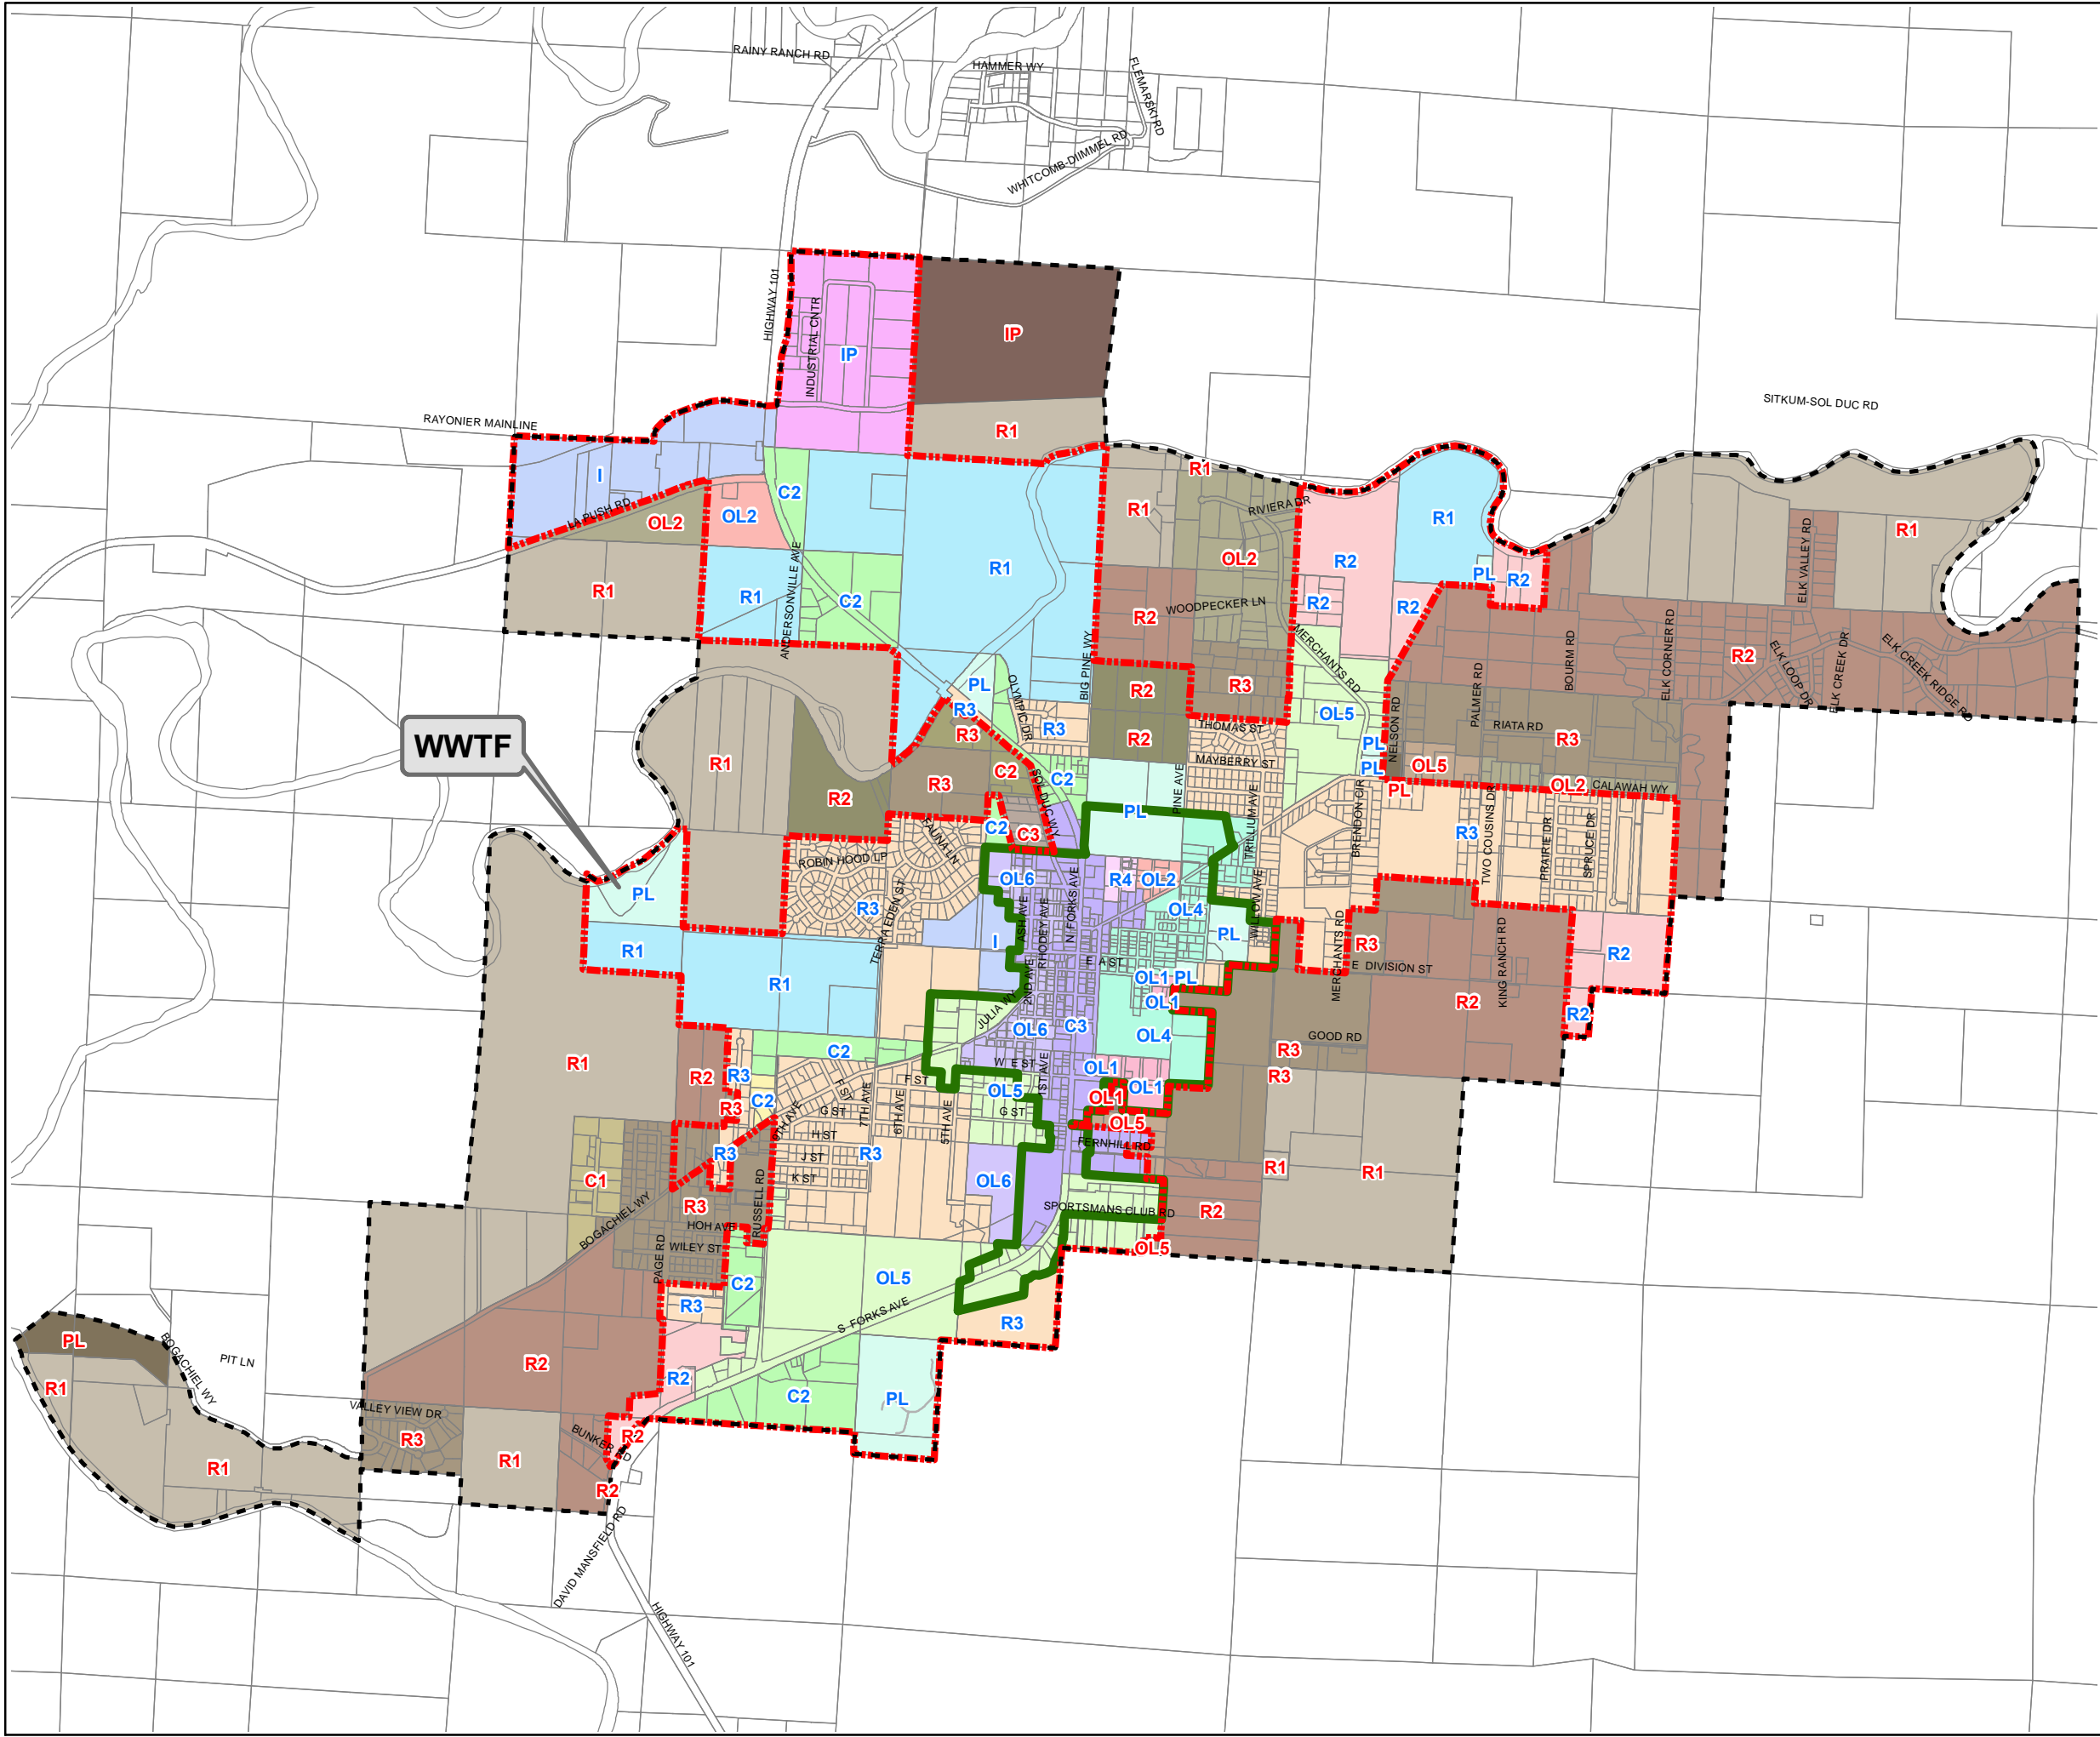 RAINY RANCH RD
HAMMER WY
FLEMARSKI RD
WHITCOMB-DIIMMEL RD
HIGHWAY 101
INDUSTRIAL CNTR
IP
IP
SITKUM-SOL DUC RD
RAYONIER MAINLINE
R1
R1
I
C2
LA PUSH RD
OL2
OL2
R1
RIVIERA DR
R1
R1
ELK VALLEY RD
OL2
R2
PL
R2
R1
R1
R1
ANDERSONVILLE AVE
C2
R2
WOODPECKER LN
R2
R2
MERCHANTS RD
BIG PINE WY
BOURM RD
ELK CORNER RD
R2
ELK LOOP DR
ELK CREEK DR
ELK CREEK RIDGE RD
PL
OLYMPIC DR
R2
R3
R3
R3
R3
THOMAS ST
OL5
NELSON RD
PALMER RD
RIATA RD
R3
WWTF
R1
R2
MAYBERRY ST
PL
PL
OL5
R3
C2
SOL DUC WY
C2
R2
PINE AVE
PL
OL2
CALAWAH WY
PL
C2
C3
FAUNA LN
ROBIN HOOD LP
TRILLIUM AVE
BRENDON CIR
R3
TWO COUSINS DR
PRAIRIE DR
SPRUCE DR
PL
R3
TERRA EDEN ST
OL6
R4
OL2
OL4
WILLOW AVE
ASH AVE
RHODEY AVE
N FORKS AVE
I
PL
R1
R1
E A ST
MERCHANTS RD
R3
E DIVISION ST
KING RANCH RD
R2
R2
R2
2ND AVE
OL1
PL
OL1
JULIA WY
OL6
C3
OL4
GOOD RD
R3
R3
R1
C2
W E ST
1ST AVE
OL1
R2
R3
F ST
F ST
OL5
OL1
OL1
R3
C2
9TH AVE
G ST
7TH AVE
6TH AVE
5TH AVE
G ST
OL5
H ST
FERNHILL RD
R3
J ST
R3
K ST
C1
OL6
R1
R1
RUSSELL RD
R3
BOGACHIEL WY
HOH AVE
SPORTSMANS CLUB RD
R2
WILEY ST
PAGE RD
OL5
C2
OL5
R3
S FORKS AVE
R3
PL
BOGACHIEL WY
PIT LN
R1
R2
R2
C2
PL
VALLEY VIEW DR
R3
R1
BUNKER RD
R2
R1
R2
DAVID MANSFIELD RD
HIGHWAY 101